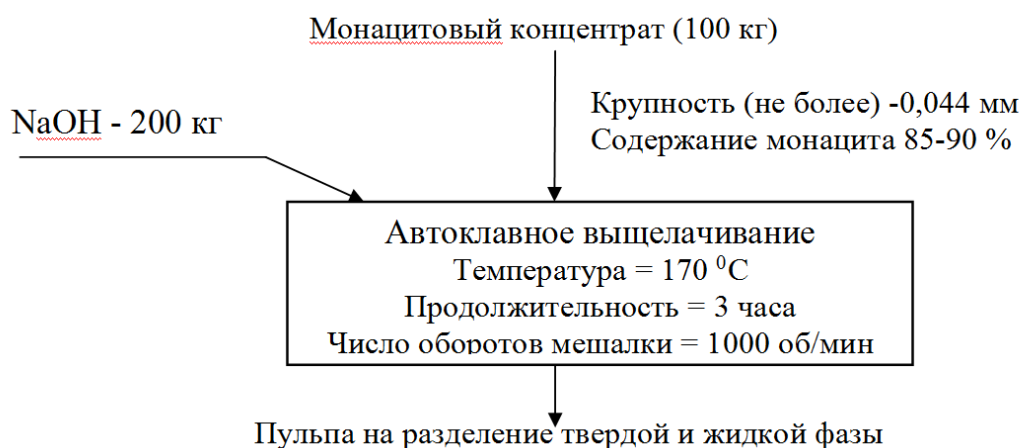 Монацитовый концентрат (100 кг)
Крупность (не более) -0,044 мм
Содержание монацита 85-90 %
NaOH - 200 кг
Автоклавное выщелачивание
Температура = 170 ⁰С
Продолжительность = 3 часа
Число оборотов мешалки = 1000 об/мин
Пульпа на разделение твердой и жидкой фазы